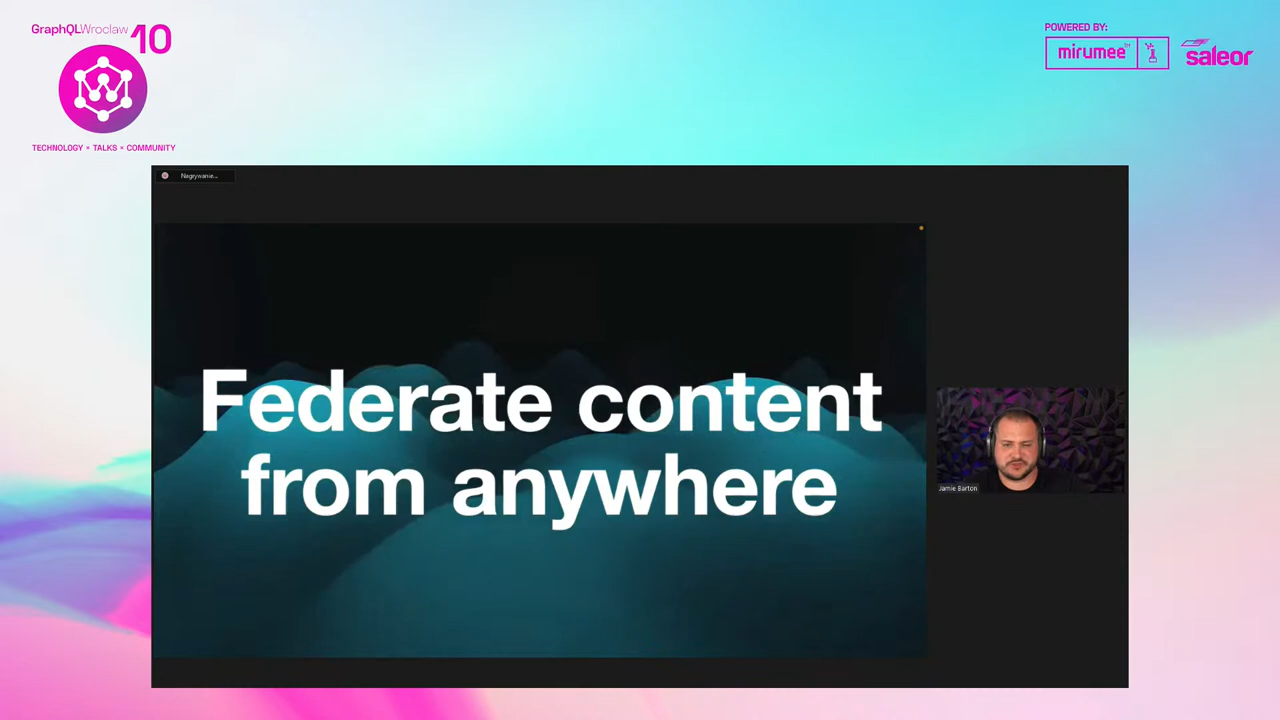 GraphQLWroclaw 10
TECHNOLOGY × TALKS × COMMUNITY
POWERED BY:
mirumee
saleor
Nagrywanie...
Federate content
from anywhere
Jamie Barton